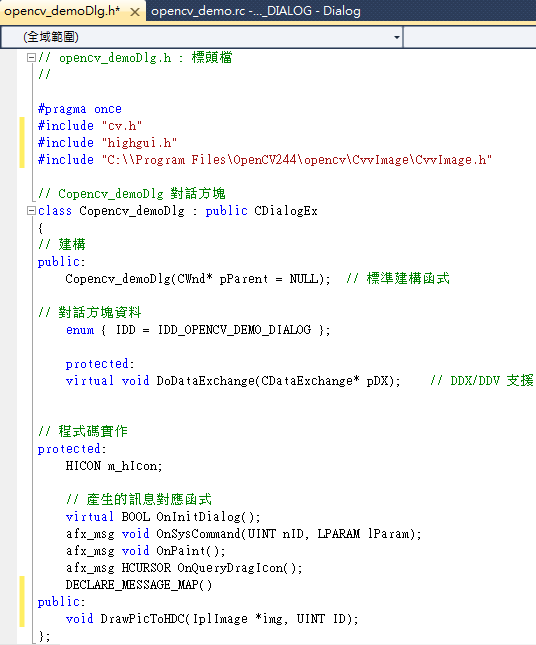 opencv_demoDlg.h*
opencv_demo.rc -..._DIALOG - Dialog
(全域範圍)
// opencv_demoDlg.h : 標頭檔
//
#pragma once
#include "cv.h"
#include "highgui.h"
#include "C:\\Program Files\OpenCV244\opencv\CvvImage\CvvImage.h"
// Copencv_demoDlg 對話方塊
class Copencv_demoDlg : public CDialogEx
{
// 建構
public:
Copencv_demoDlg(CWnd* pParent = NULL); // 標準建構函式
// 對話方塊資料
enum { IDD = IDD_OPENCV_DEMO_DIALOG };
protected:
virtual void DoDataExchange(CDataExchange* pDX); // DDX/DDV 支援
// 程式碼實作
protected:
HICON m_hIcon;
// 產生的訊息對應函式
virtual BOOL OnInitDialog();
afx_msg void OnSysCommand(UINT nID, LPARAM lParam);
afx_msg void OnPaint();
afx_msg HCURSOR OnQueryDragIcon();
DECLARE_MESSAGE_MAP()
public:
void DrawPicToHDC(IplImage *img, UINT ID);
};